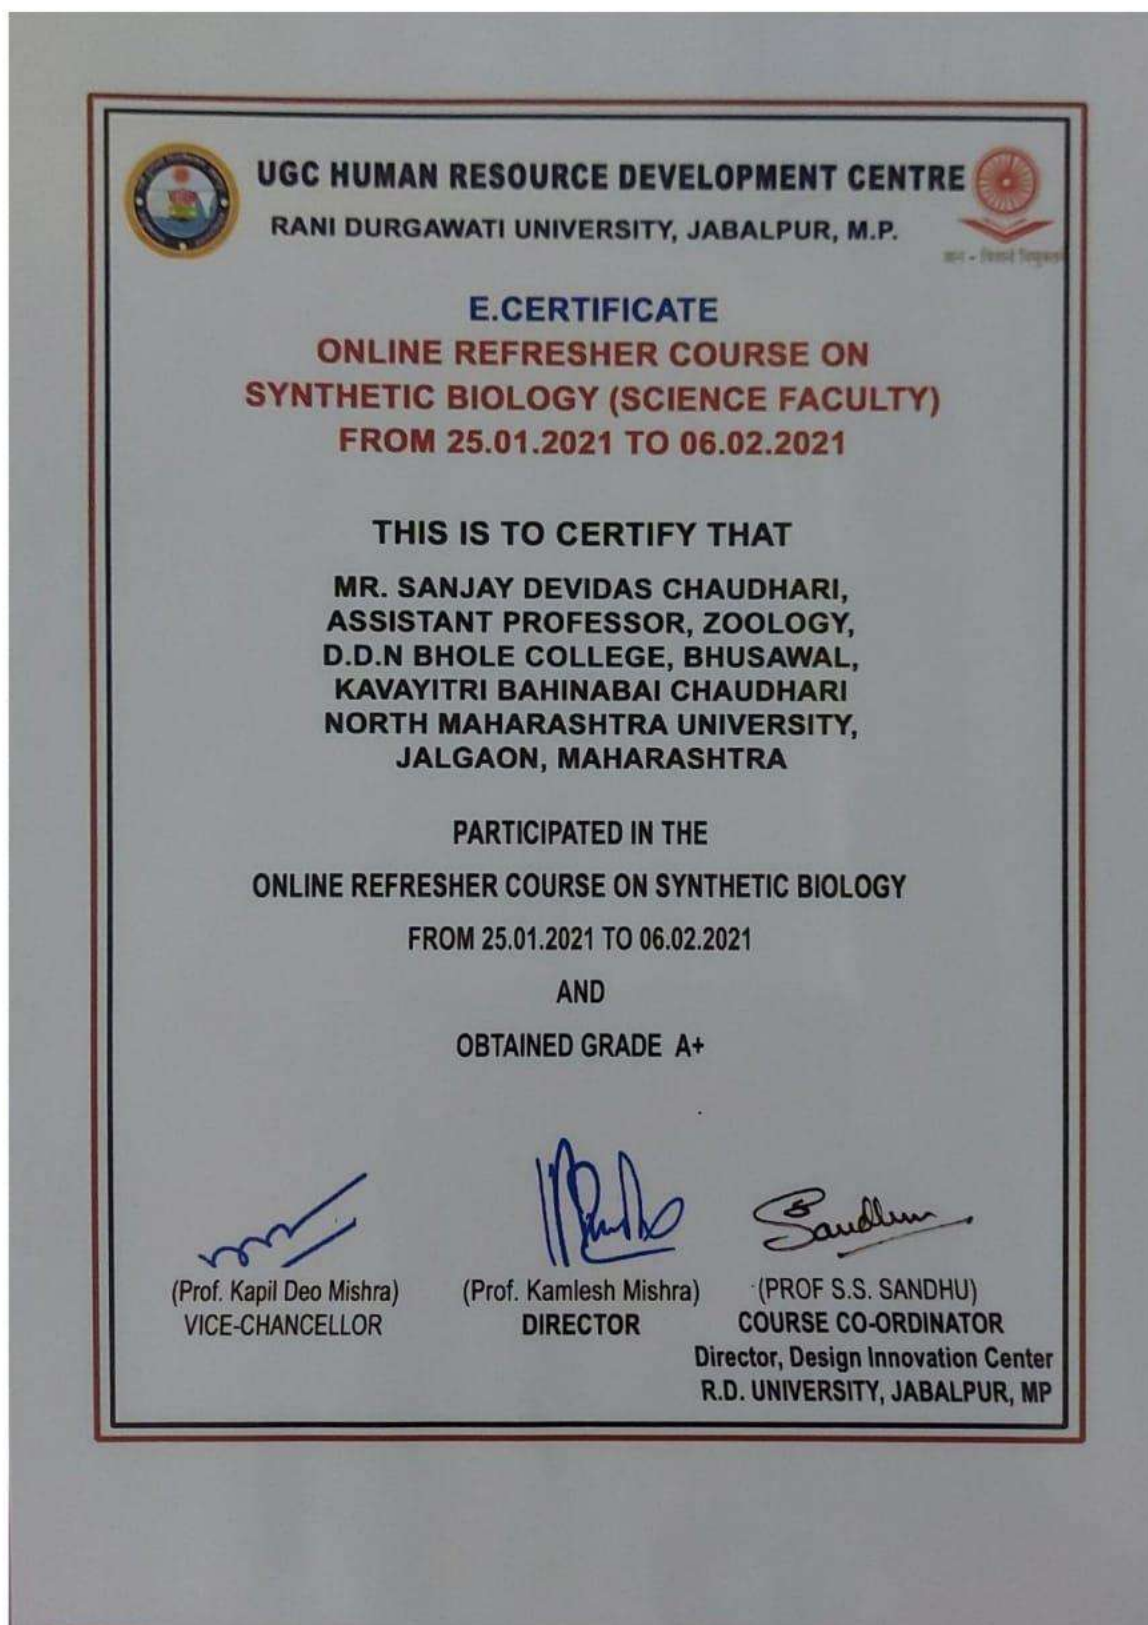 UGC HUMAN RESOURCE DEVELOPMENT CENTRE
RANI DURGAWATI UNIVERSITY, JABALPUR, M.P.
E.CERTIFICATE
ONLINE REFRESHER COURSE ON
SYNTHETIC BIOLOGY (SCIENCE FACULTY)
FROM 25.01.2021 TO 06.02.2021
THIS IS TO CERTIFY THAT
MR. SANJAY DEVIDAS CHAUDHARI,
ASSISTANT PROFESSOR, ZOOLOGY,
D.D.N BHOLE COLLEGE, BHUSAWAL,
KAVAYITRI BAHINABAI CHAUDHARI
NORTH MAHARASHTRA UNIVERSITY,
JALGAON, MAHARASHTRA
PARTICIPATED IN THE
ONLINE REFRESHER COURSE ON SYNTHETIC BIOLOGY
FROM 25.01.2021 TO 06.02.2021
AND
OBTAINED GRADE A+
Sandhu
(Prof. Kapil Deo Mishra)
VICE-CHANCELLOR
(Prof. Kamlesh Mishra)
DIRECTOR
(PROF S.S. SANDHU)
COURSE CO-ORDINATOR
Director, Design Innovation Center
R.D. UNIVERSITY, JABALPUR, MP